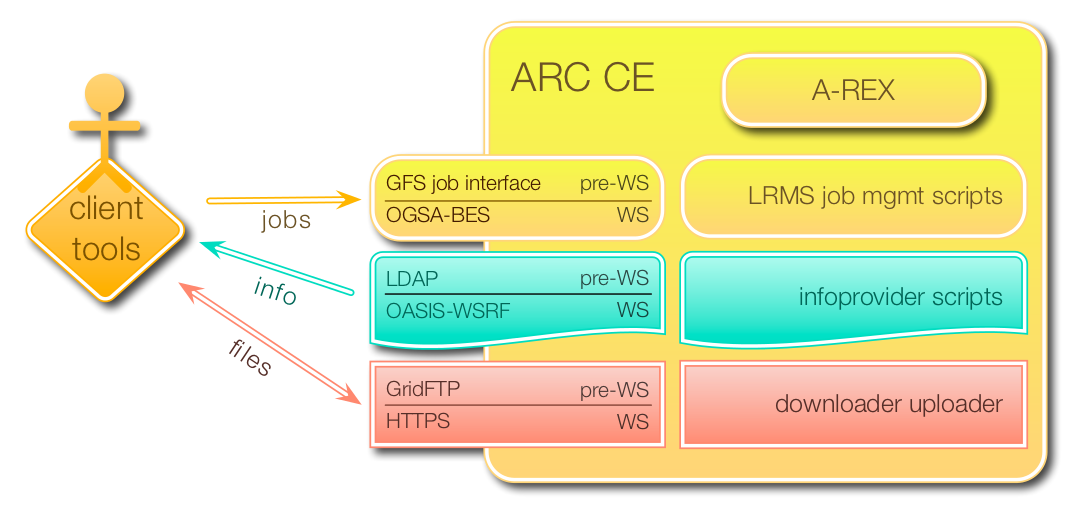 ARC CE
A-REX
client
tools
jobs
info
files
GFS job interface pre-WS
OGSA-BES WS
LRMS job mgmt scripts
LDAP pre-WS
OASIS-WSRF WS
infoprovider scripts
GridFTP pre-WS
HTTPS WS
downloader uploader